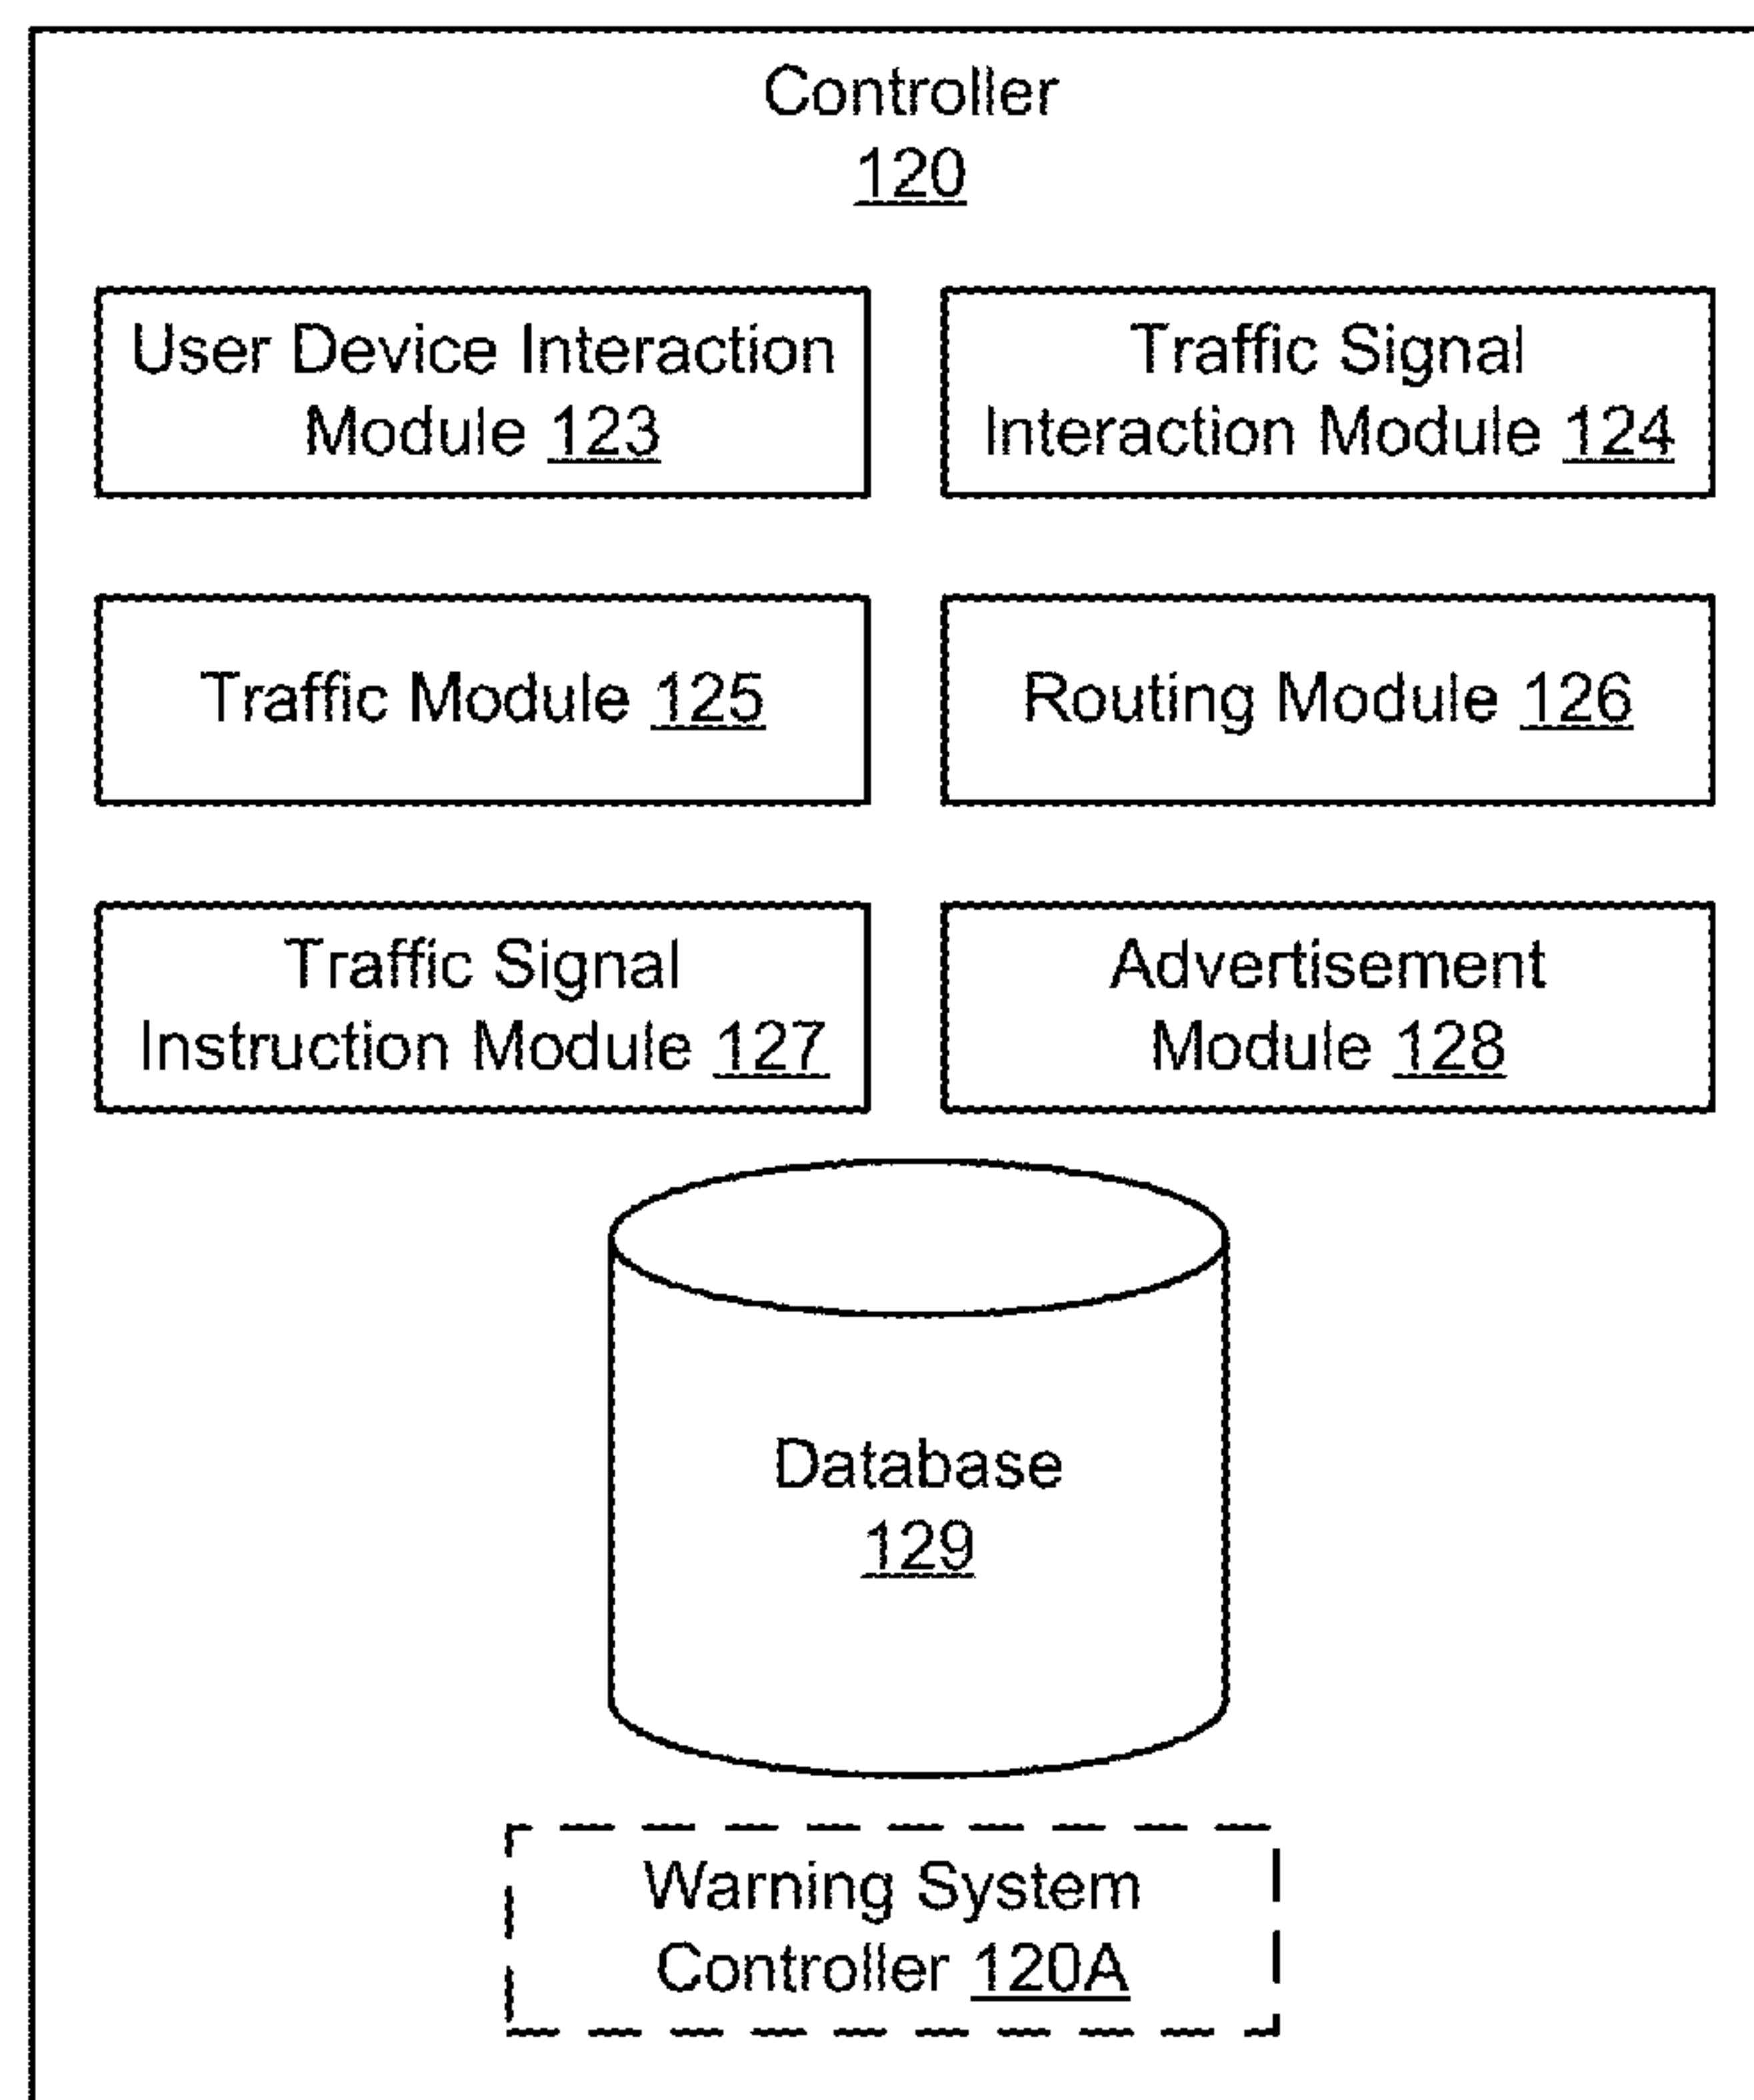 Controller
120
User Device Interaction
Module 123
Traffic Signal
Interaction Module 124
Traffic Module 125
Routing Module 126
Traffic Signal
Instruction Module 127
Advertisement
Module 128
Database
129
Warning System
Controller 120A